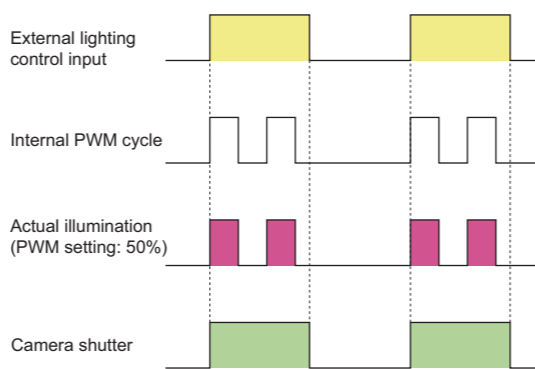 External lighting
control input
Internal PWM cycle
Actual illumination
(PWM setting: 50%)
Camera shutter